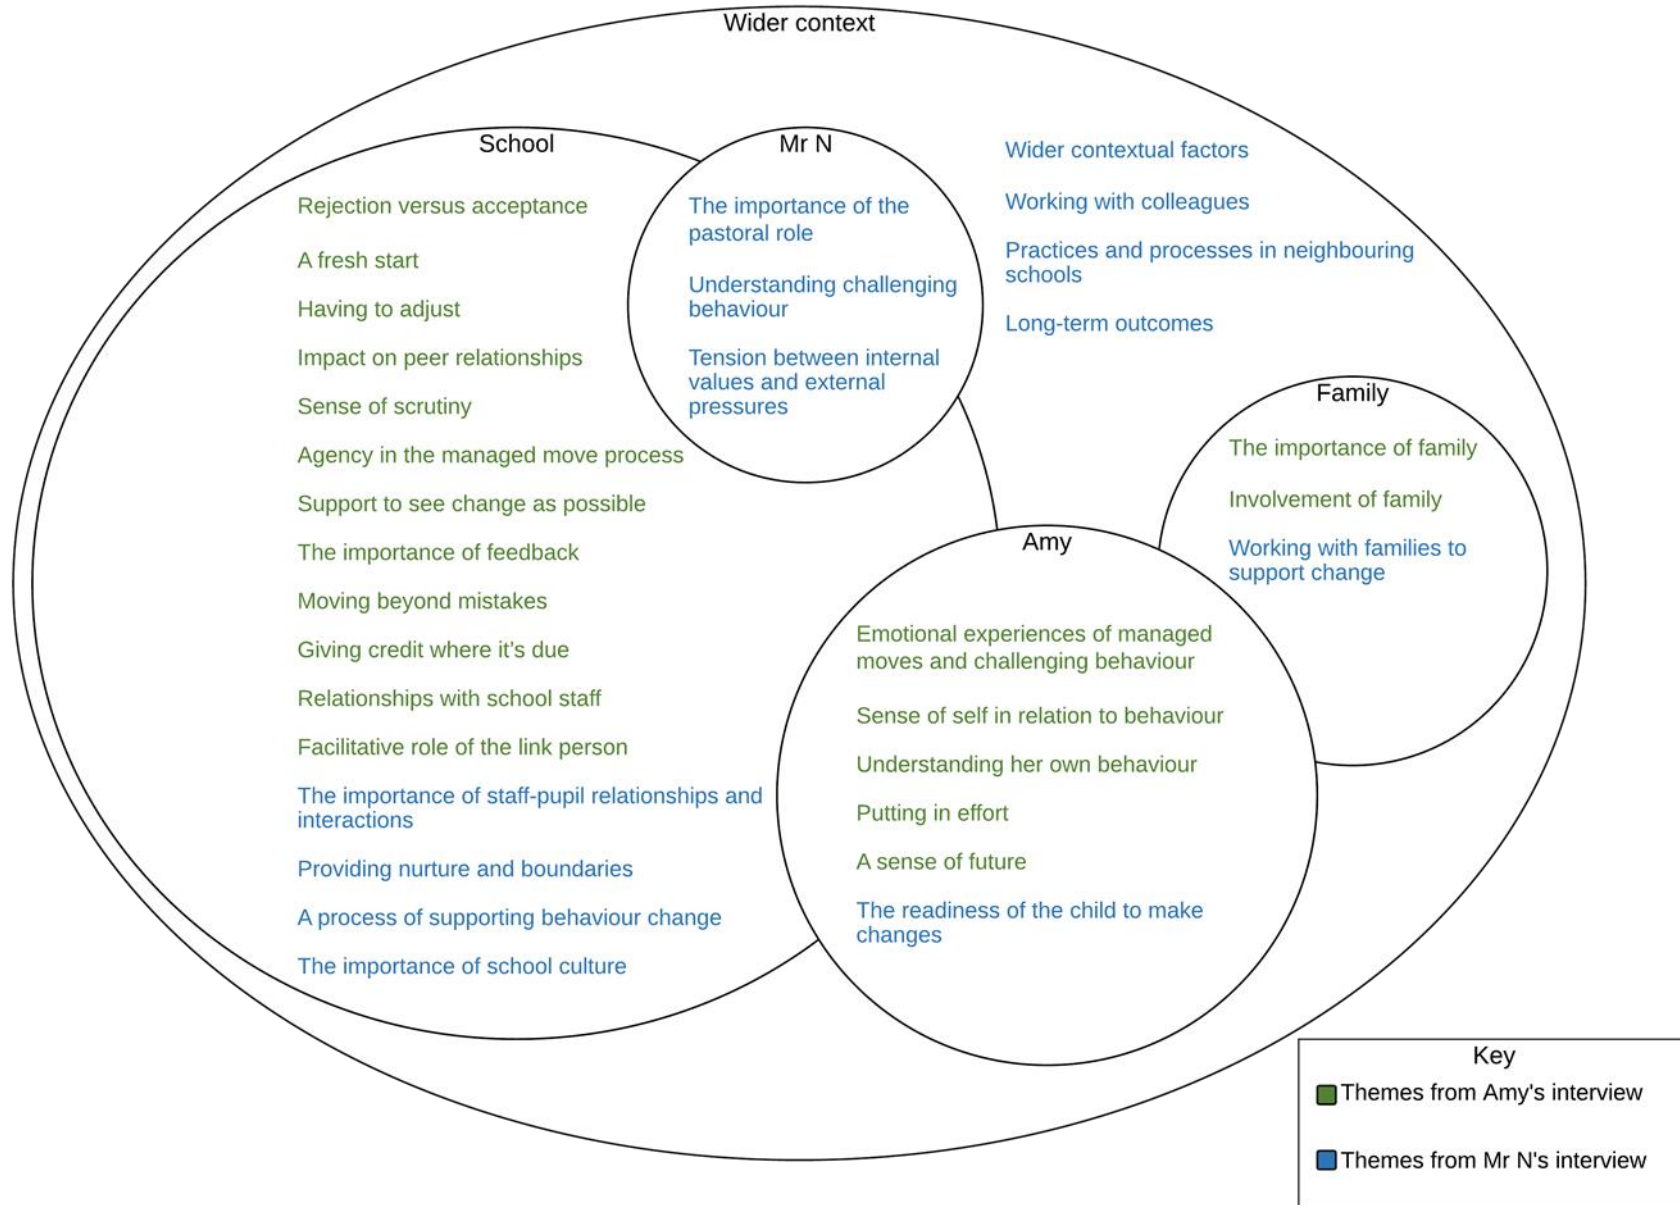 Wider context
School
Rejection versus acceptance
A fresh start
Having to adjust
Impact on peer relationships
Sense of scrutiny
Agency in the managed move process
Support to see change as possible
The importance of feedback
Moving beyond mistakes
Giving credit where it's due
Relationships with school staff
Facilitative role of the link person
The importance of staff-pupil relationships and
interactions
Providing nurture and boundaries
A process of supporting behaviour change
The importance of school culture
Mr N
The importance of the
pastoral role
Understanding challenging
behaviour
Tension between internal
values and external
pressures
Wider contextual factors
Working with colleagues
Practices and processes in neighbouring
schools
Long-term outcomes
Family
The importance of family
Involvement of family
Working with families to
support change
Amy
Emotional experiences of managed
moves and challenging behaviour
Sense of self in relation to behaviour
Understanding her own behaviour
Putting in effort
A sense of future
The readiness of the child to make
changes
Key
Themes from Amy's interview
Themes from Mr N's interview